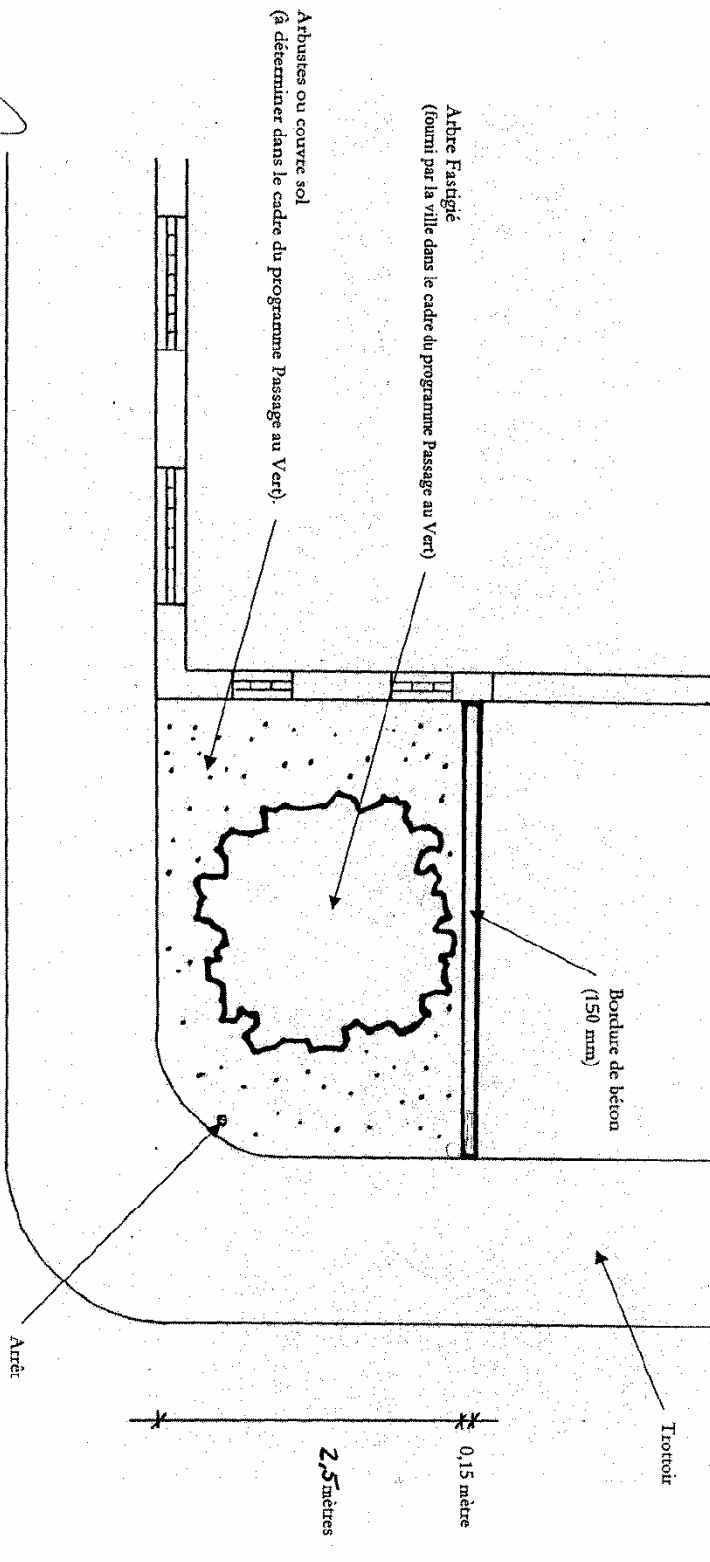 Arbustes ou couvre sol
(à déterminer dans le cadre du programme Passage au Vert).
Arbre Fastigié
(fourni par la ville dans le cadre du programme Passage au Vert)
Bordure de béton
(150 mm)
Trottoir
0,15 mètre
2,5 mètres
Arrêt